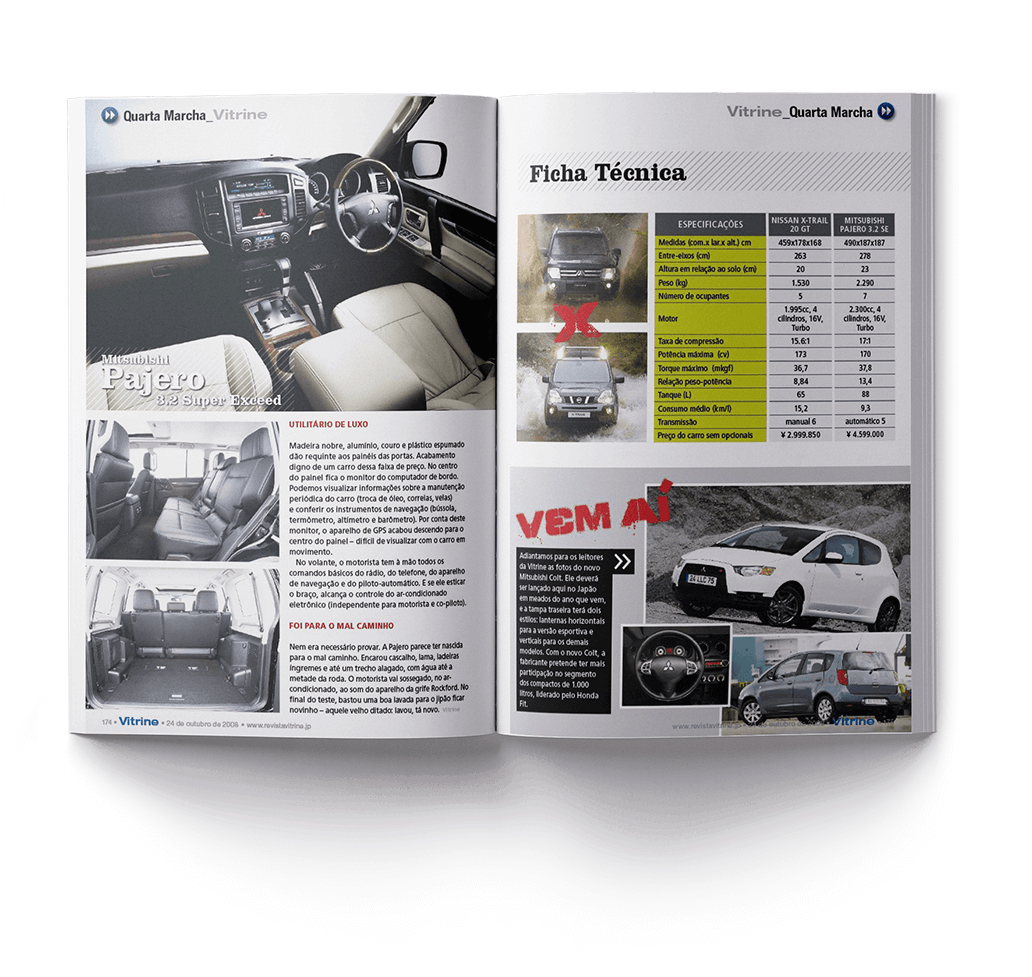 Quarta Marcha_Vitrine
Mitsubishi
Pajero
3.2 Super Exceed
UTILITÁRIO DE LUXO
Madeira nobre, alumínio, couro e plástico espumado
dão requinte aos painéis das portas. Acabamento
digno de um carro dessa faixa de preço. No centro
do painel fica o monitor do computador de bordo.
Podemos visualizar informações sobre a manutenção
periódica do carro (troca de óleo, correias, velas)
e conferir os instrumentos de navegação (bússola,
termômetro, altímetro e barômetro). Por conta deste
monitor, o aparelho de GPS acabou descendo para o
centro do painel – difícil de visualizar com o carro em
movimento.
No volante, o motorista tem à mão todos os
comandos básicos do rádio, do telefone, do aparelho
de navegação e do piloto-automático. E se ele esticar
o braço, alcança o controle do ar-condicionado
eletrônico (independente para motorista e co-piloto).
FOI PARA O MAL CAMINHO
Nem era necessário provar. A Pajero parece ter nascida
para o mal caminho. Encarou cascalho, lama, ladeiras
íngremes e até um trecho alagado, com água até a
metade da roda. O motorista vai sossegado, no ar-
condicionado, ao som do aparelho da grife Rockford. No
final do teste, bastou uma boa lavada para o jipão ficar
novinho – aquele velho ditado: lavou, tá novo. Vitrine
174 • Vitrine • 24 de outubro de 2008 • www.revistavitrine.jp
Vitrine_Quarta Marcha
Ficha Técnica
X
ESPECIFICAÇÕES NISSAN X-TRAIL 20 GT MITSUBISHI PAJERO 3.2 SE
Medidas (com.x lar.x alt.) cm 459x178x168 490x187x187
Entre-eixos (cm) 263 278
Altura em relação ao solo (cm) 20 23
Peso (kg) 1.530 2.290
Número de ocupantes 5 7
Motor 1.995cc, 4 cilindros, 16V, Turbo 2.300cc, 4 cilindros, 16V, Turbo
Taxa de compressão 15.6:1 17:1
Potência máxima (cv) 173 170
Torque máximo (mkgf) 36,7 37,8
Relação peso-potência 8,84 13,4
Tanque (L) 65 88
Consumo médio (km/l) 15,2 9,3
Transmissão manual 6 automático 5
Preço do carro sem opcionais ¥ 2.999.850 ¥ 4.599.000
VEM AÍ
Adiantamos para os leitores
da Vitrine as fotos do novo
Mitsubishi Colt. Ele deverá
ser lançado aqui no Japão
em meados do ano que vem,
e a tampa traseira terá dois
estilos: lanternas horizontais
para a versão esportiva e
verticais para os demais
modelos. Com o novo Colt, a
fabricante pretende ter mais
participação no segmento
dos compactos de 1.000
litros, liderado pelo Honda
Fit.
www.revistavitrine.jp
outubro
Vitrine